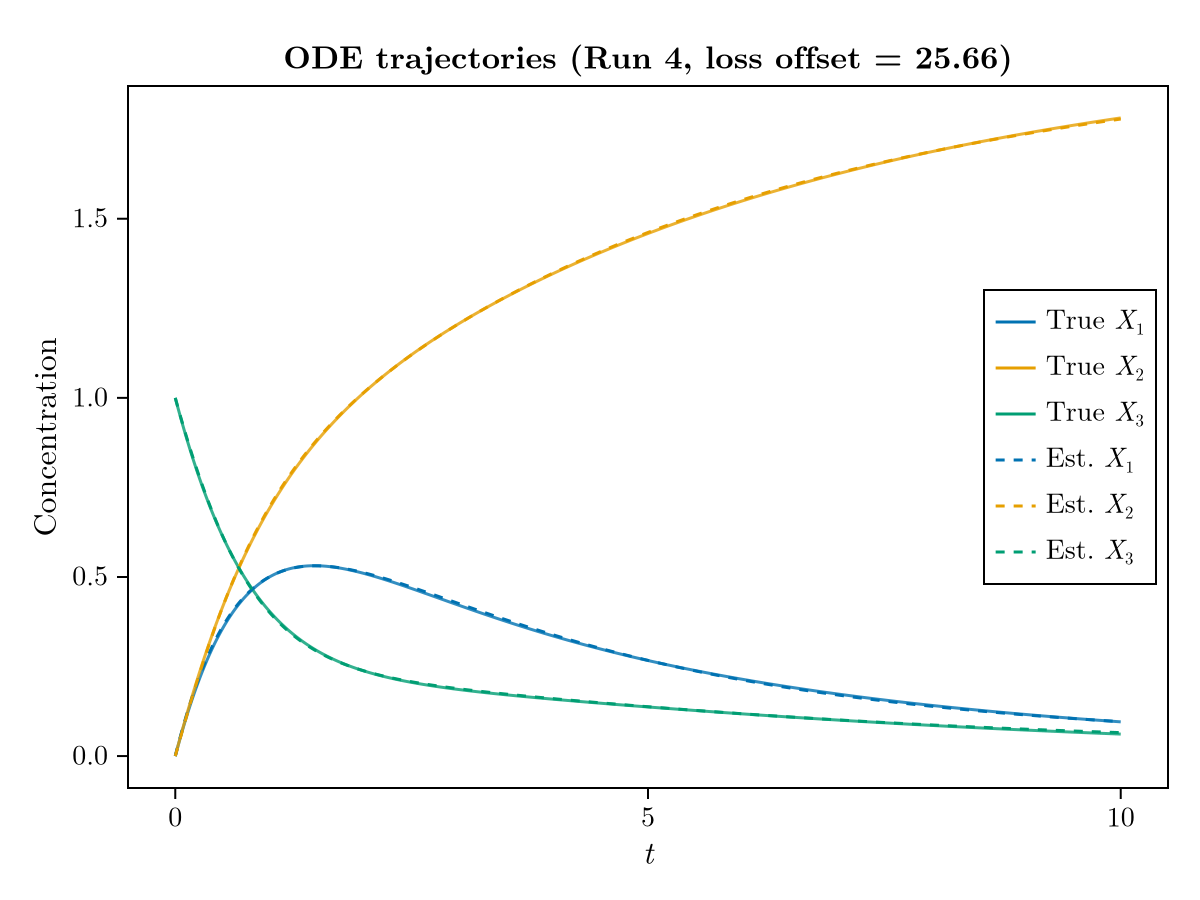 ODE trajectories (Run 4, loss offset = 25.66)
Concentration
1.5
1.0
0.5
0.0
0
5
10
t
True X₁
True X₂
True X₃
Est. X₁
Est. X₂
Est. X₃